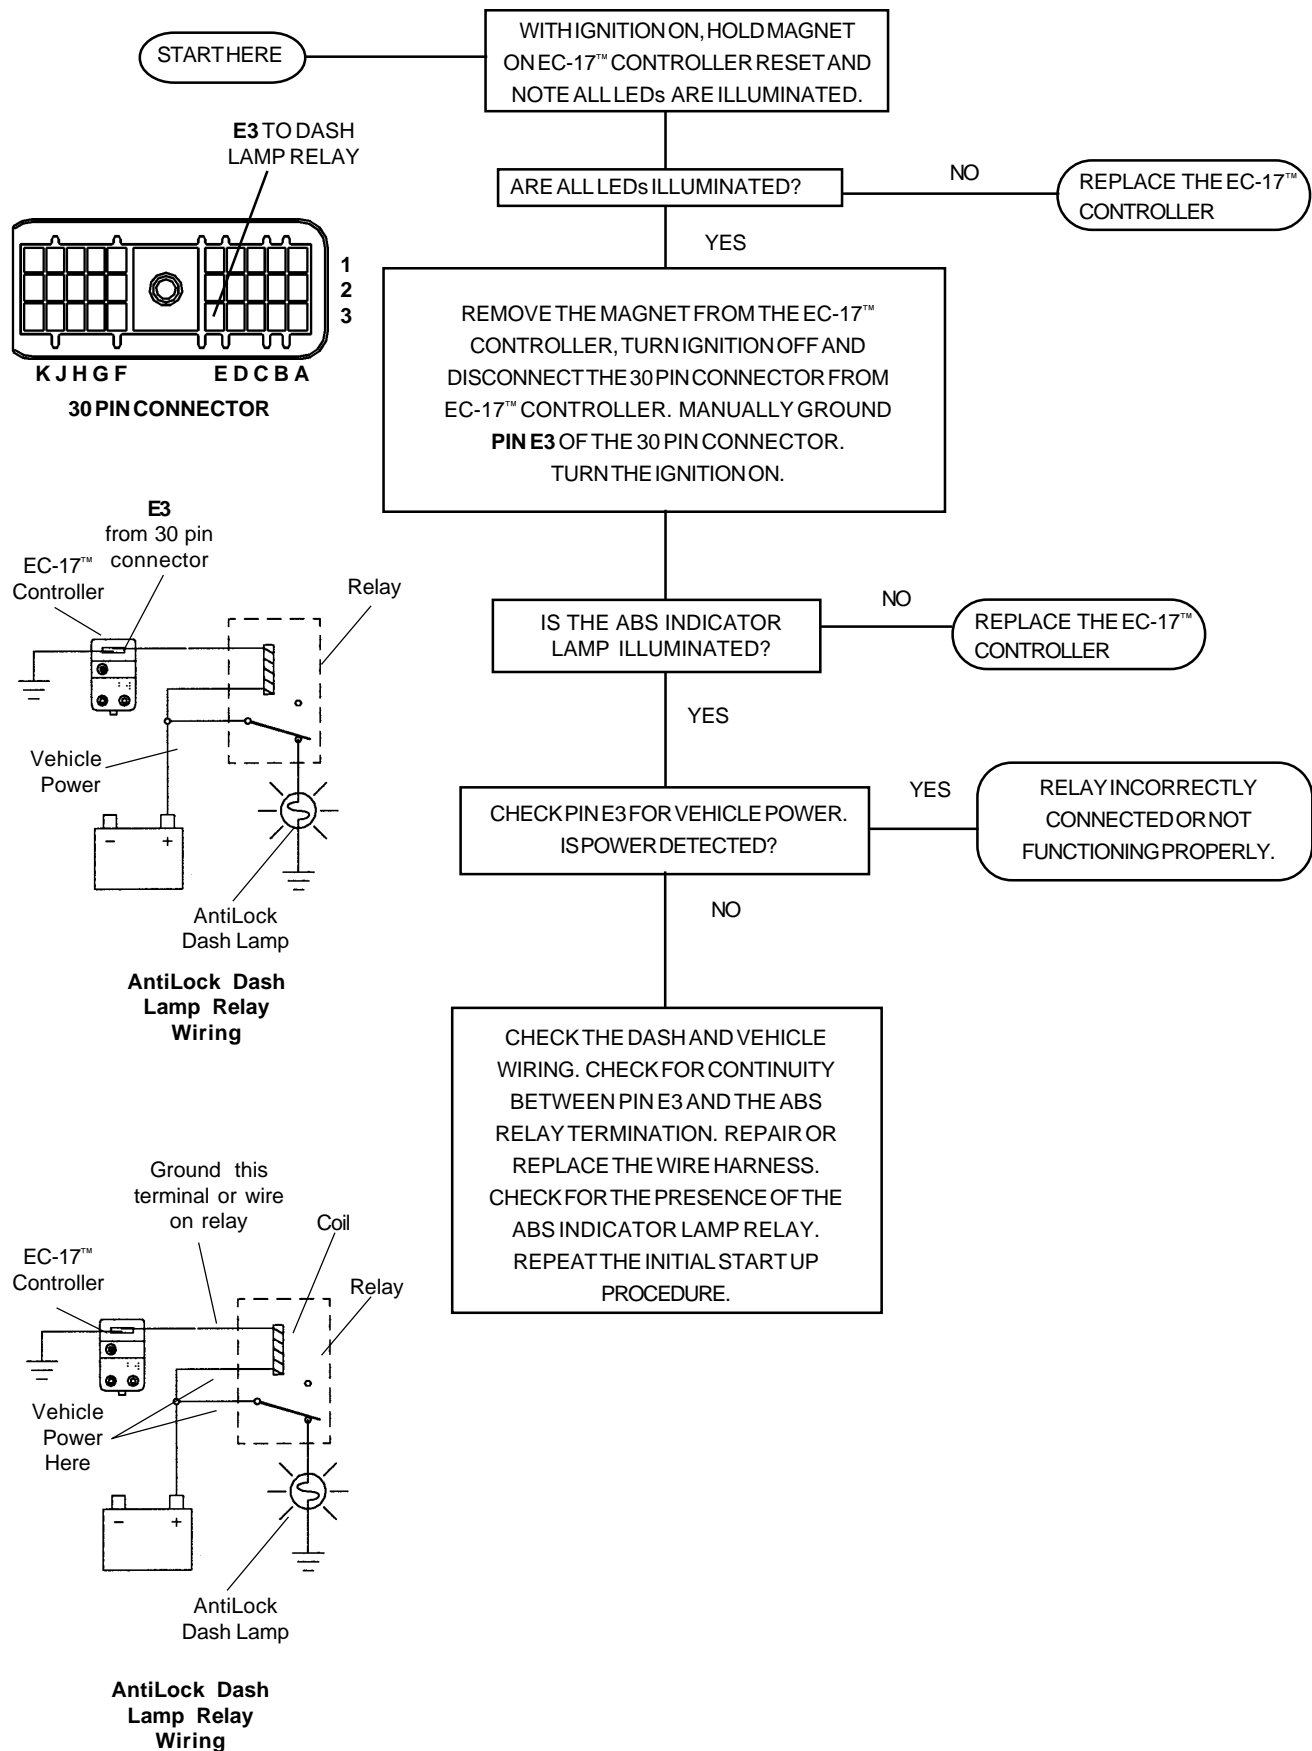 START HERE
WITH IGNITION ON, HOLD MAGNET
ON EC-17™ CONTROLLER RESET AND
NOTE ALL LEDs ARE ILLUMINATED.
E3 TO DASH
LAMP RELAY
ARE ALL LEDs ILLUMINATED?
NO
REPLACE THE EC-17™
CONTROLLER
YES
1
2
3
K J H G F E D C B A
30 PIN CONNECTOR
REMOVE THE MAGNET FROM THE EC-17™
CONTROLLER, TURN IGNITION OFF AND
DISCONNECT THE 30 PIN CONNECTOR FROM
EC-17™ CONTROLLER. MANUALLY GROUND
PIN E3 OF THE 30 PIN CONNECTOR.
TURN THE IGNITION ON.
E3
from 30 pin
connector
EC-17™
Controller
Relay
Vehicle
Power
- +
AntiLock
Dash Lamp
AntiLock Dash
Lamp Relay
Wiring
IS THE ABS INDICATOR
LAMP ILLUMINATED?
NO
REPLACE THE EC-17™
CONTROLLER
YES
CHECK PIN E3 FOR VEHICLE POWER.
IS POWER DETECTED?
YES
RELAY INCORRECTLY
CONNECTED OR NOT
FUNCTIONING PROPERLY.
NO
CHECK THE DASH AND VEHICLE
WIRING. CHECK FOR CONTINUITY
BETWEEN PIN E3 AND THE ABS
RELAY TERMINATION. REPAIR OR
REPLACE THE WIRE HARNESS.
CHECK FOR THE PRESENCE OF THE
ABS INDICATOR LAMP RELAY.
REPEAT THE INITIAL START UP
PROCEDURE.
Ground this
terminal or wire
on relay
Coil
EC-17™
Controller
Relay
Vehicle
Power
Here
- +
AntiLock
Dash Lamp
AntiLock Dash
Lamp Relay
Wiring